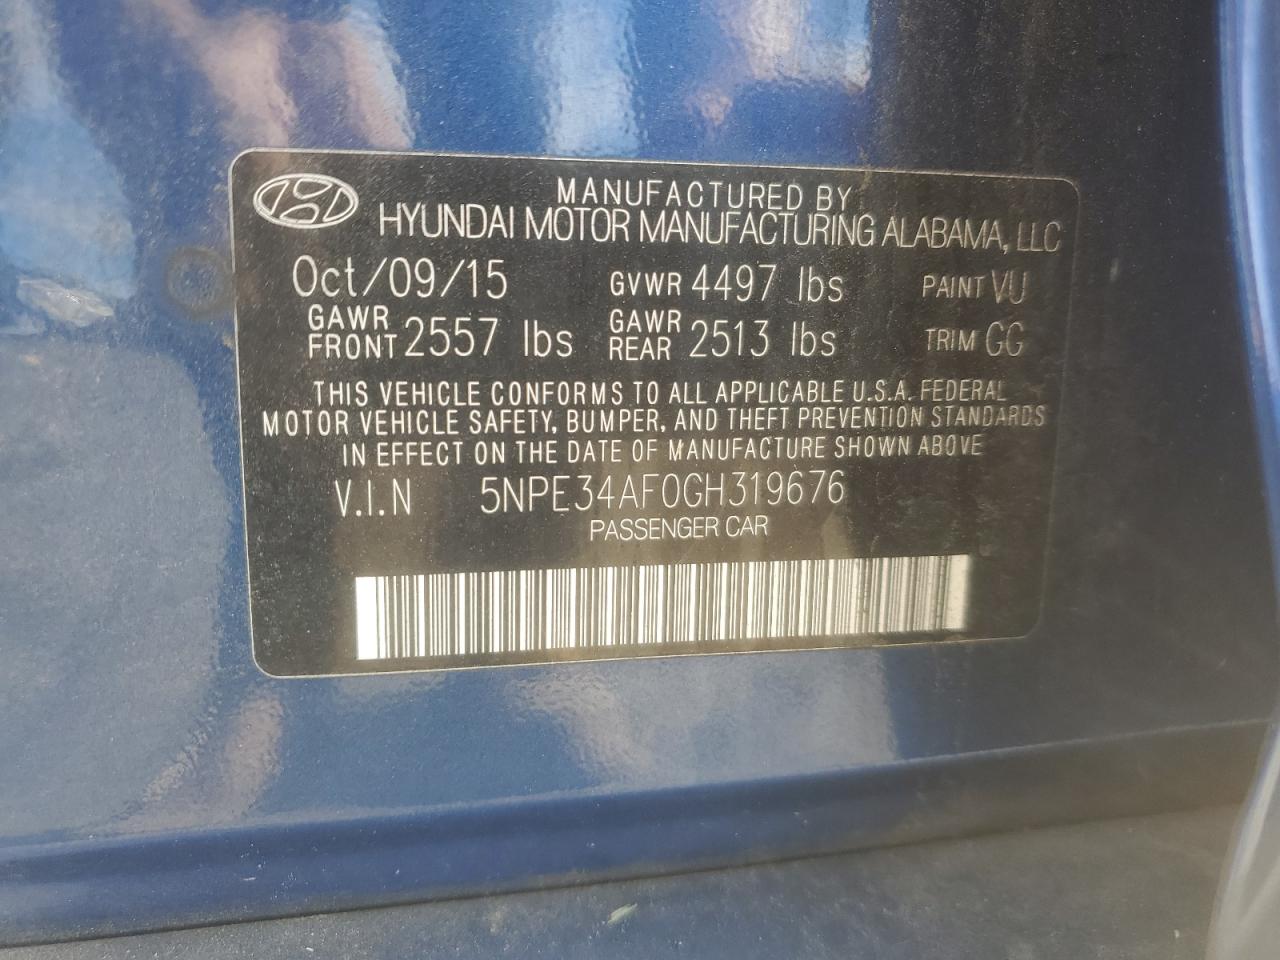 MANUFACTURED BY
HYUNDAI MOTOR MANUFACTURING ALABAMA, LLC
Oct/09/15 GVWR 4497 lbs PAINT VU
GAWR FRONT 2557 lbs GAWR REAR 2513 lbs TRIM GG
THIS VEHICLE CONFORMS TO ALL APPLICABLE U.S.A. FEDERAL
MOTOR VEHICLE SAFETY, BUMPER, AND THEFT PREVENTION STANDARDS
IN EFFECT ON THE DATE OF MANUFACTURE SHOWN ABOVE
V.I.N 5NPE34AF0GH319676
PASSENGER CAR